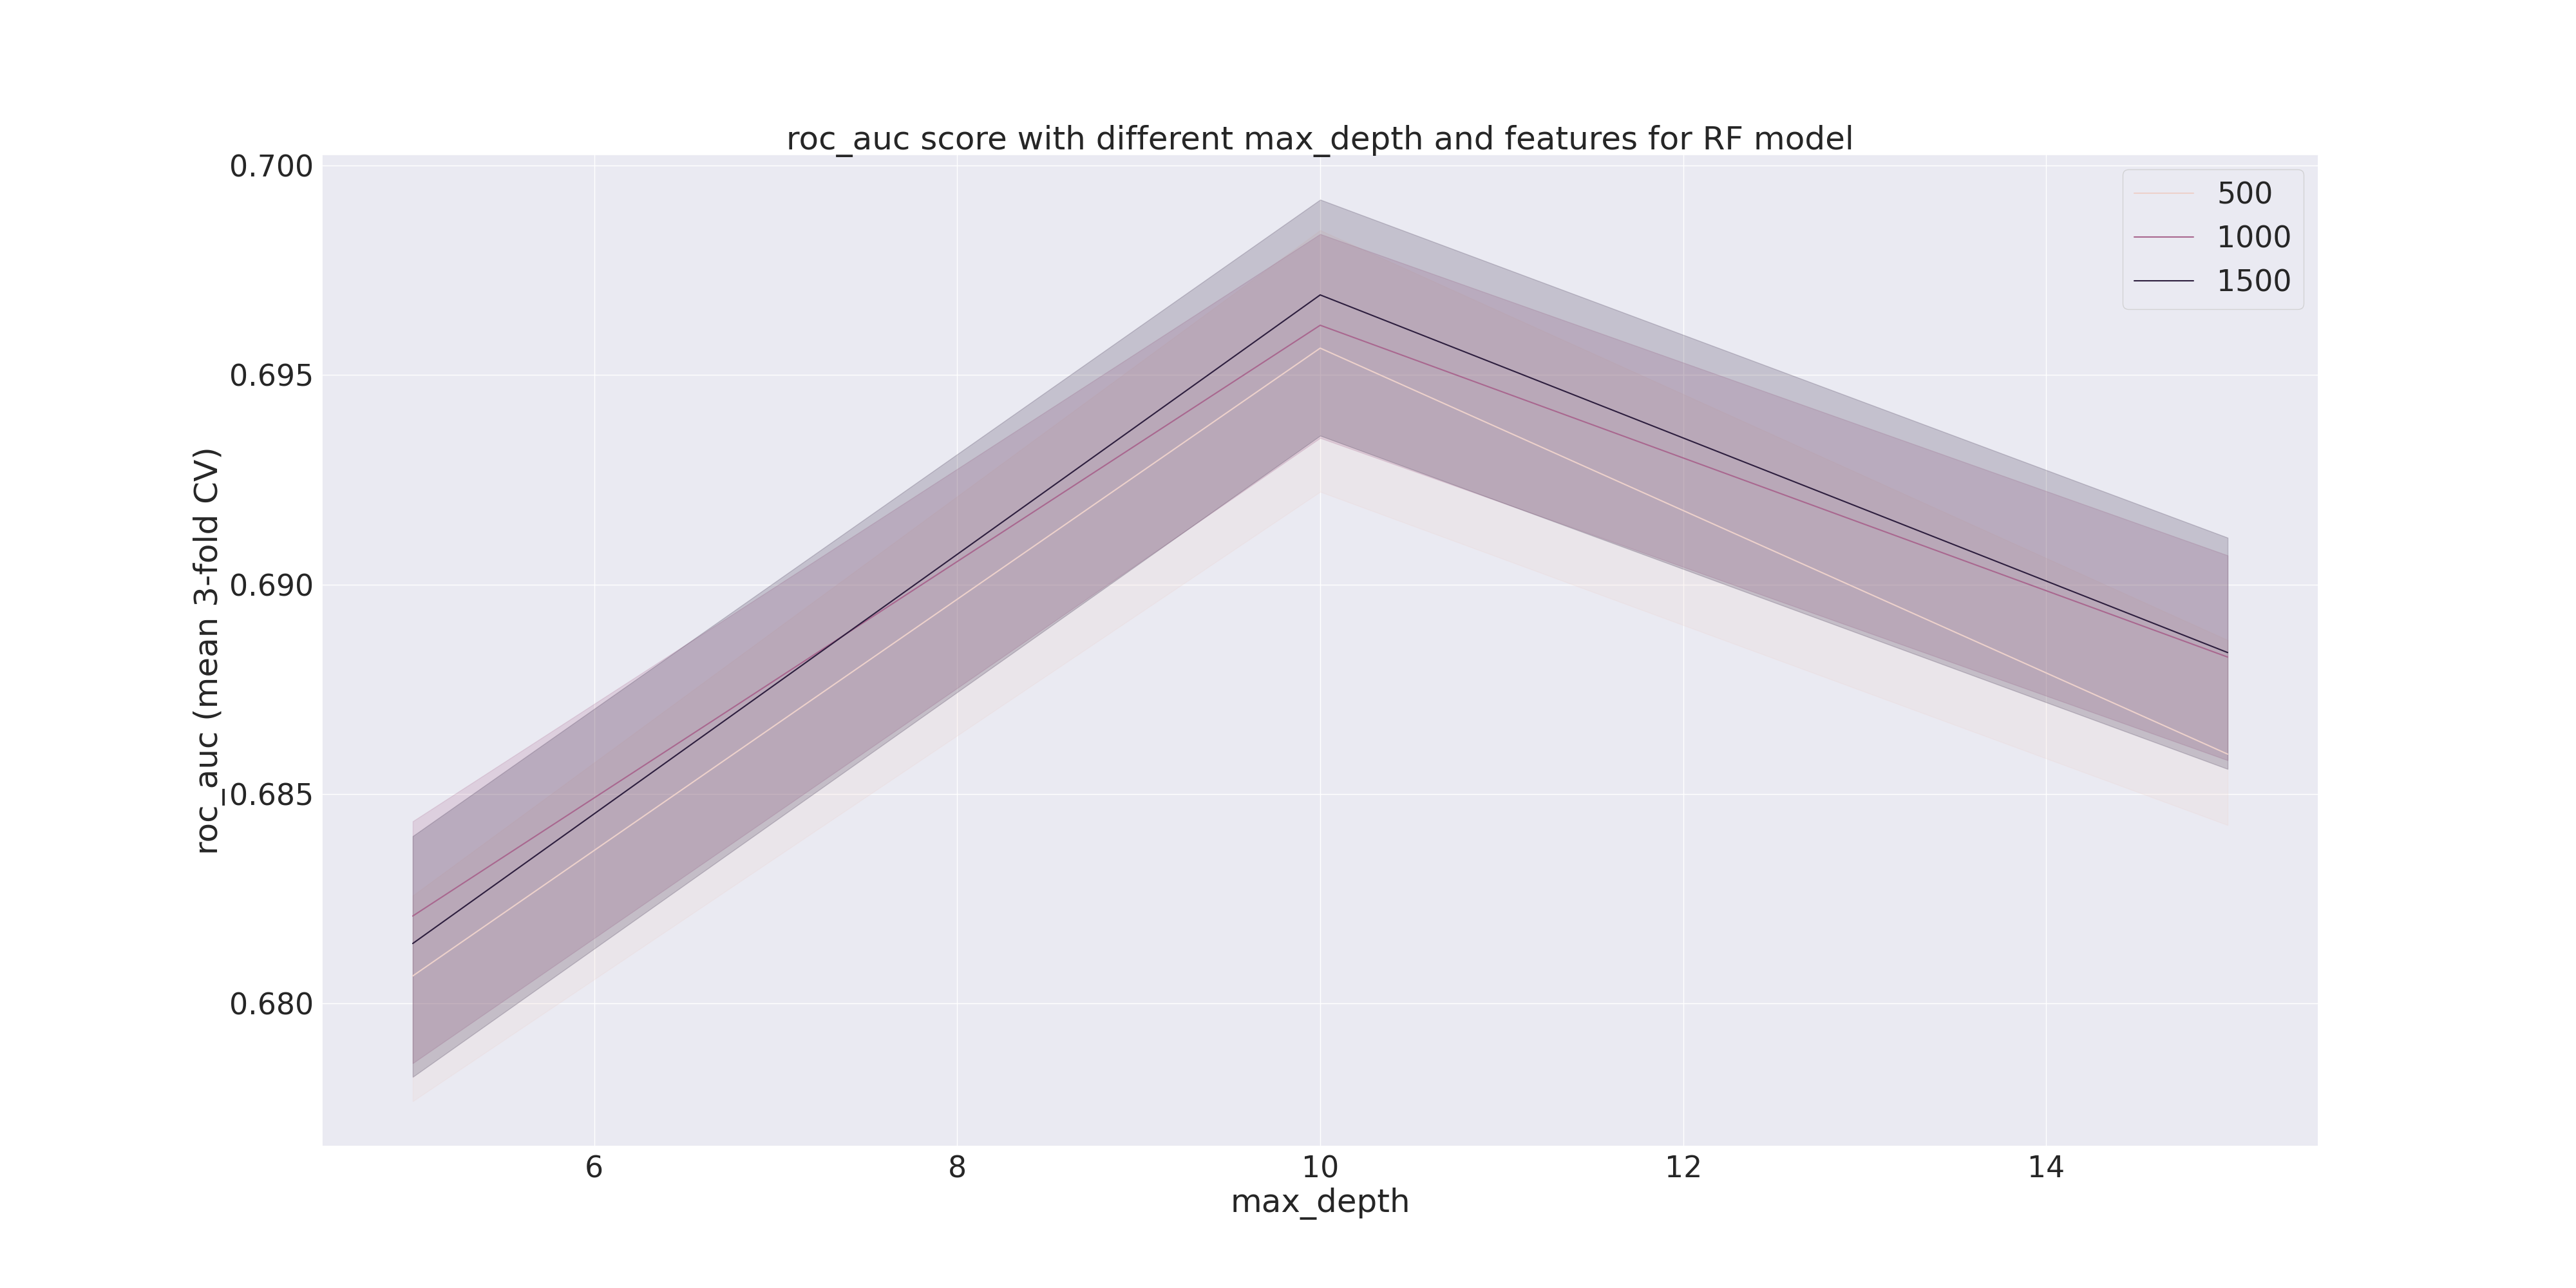 roc_auc score with different max_depth and features for RF model
500
1000
1500
roc_auc (mean 3-fold CV)
0.700
0.695
0.690
0.685
0.680
6 8 10 12 14
max_depth